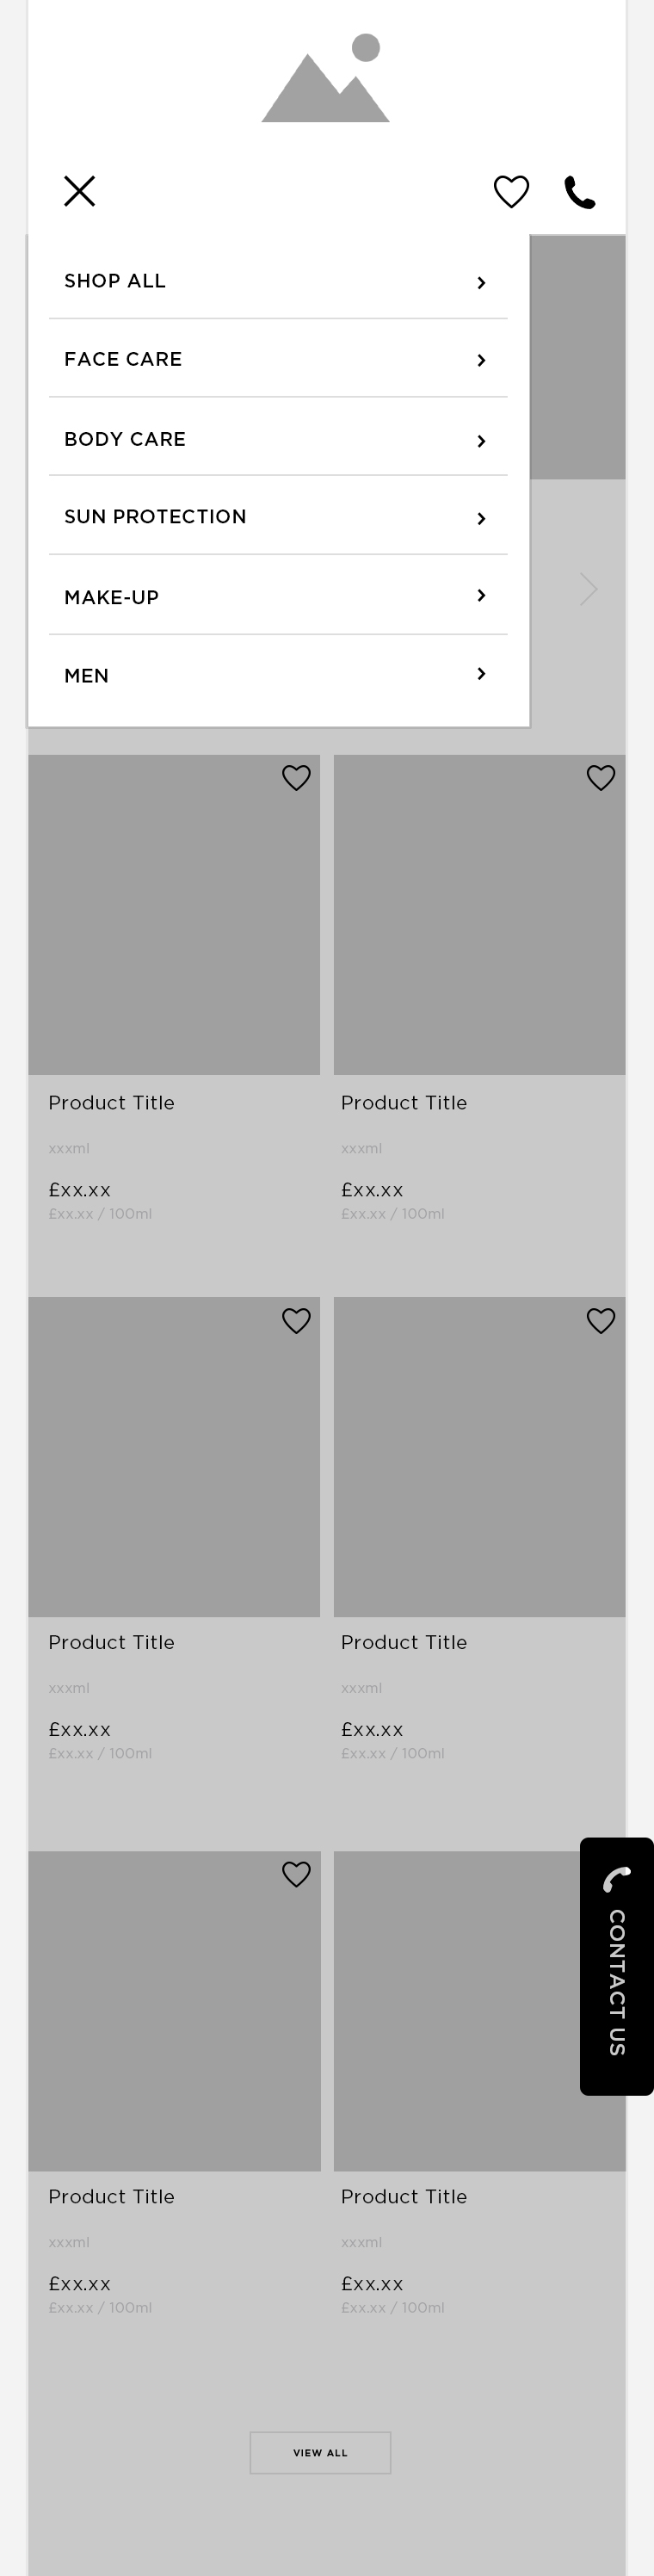 SHOP ALL
FACE CARE
BODY CARE
SUN PROTECTION
MAKE-UP
MEN
Product Title
xxxml
£xx.xx
£xx.xx / 100ml
Product Title
xxxml
£xx.xx
£xx.xx / 100ml
Product Title
xxxml
£xx.xx
£xx.xx / 100ml
Product Title
xxxml
£xx.xx
£xx.xx / 100ml
CONTACT US
Product Title
xxxml
£xx.xx
£xx.xx / 100ml
Product Title
xxxml
£xx.xx
£xx.xx / 100ml
VIEW ALL